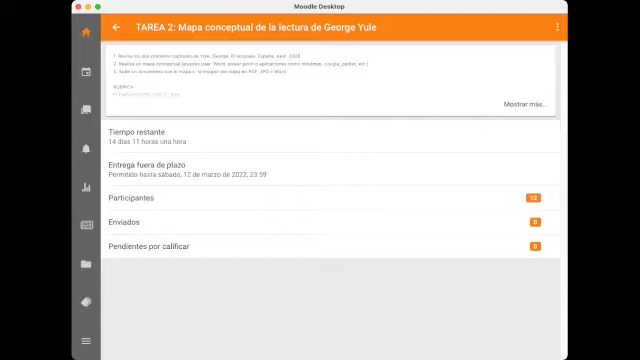 Moodle Desktop
TAREA 2: Mapa conceptual de la lectura de George Yule
1. Revisa los dos primeros capítulos de Yule, George. El lenguaje. España: Akal, 2008
2. Realiza un mapa conceptual (puedes usar Word, power point o aplicaciones como mindmap, google, padlet, etc.)
3. Sube un documento con el mapa o la imagen del mapa en PDF, JPG o Word
RÚBRICA
Mostrar más...
Tiempo restante
14 días 11 horas una hora
Entrega fuera de plazo
Permitido hasta sábado, 12 de marzo de 2022, 23:59
Participantes 12
Enviados 0
Pendientes por calificar 0